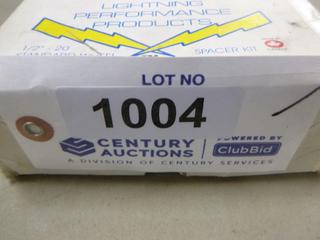 LIGHTNING
PERFORMANCE
PRODUCTS
1/2"-20
SPACER KIT
LOT NO
1004
CENTURY
AUCTIONS
A DIVISION OF CENTURY SERVICES
POWERED BY
ClubBid